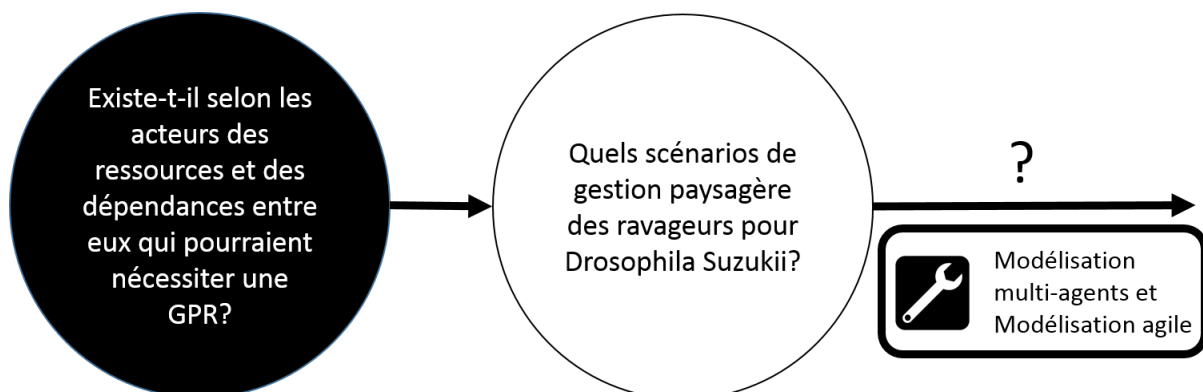 Existe-t-il selon les
acteurs des
ressources et des
dépendances entre
eux qui pourraient
nécessiter une
GPR?
Quels scénarios de
gestion paysagère
des ravageurs pour
Drosophila Suzukii?
?
Modélisation
multi-agents et
Modélisation agile